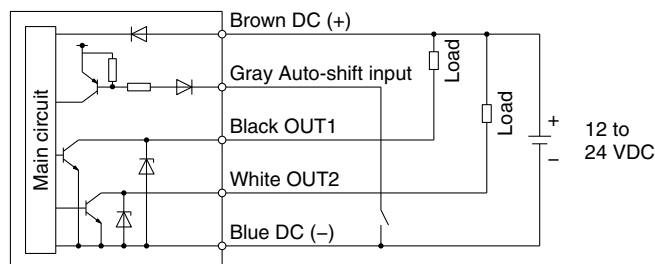 Brown DC (+)
Main circuit
Gray Auto-shift input
Load
Load
Black OUT1
+
12 to
24 VDC
−
White OUT2
Blue DC (−)